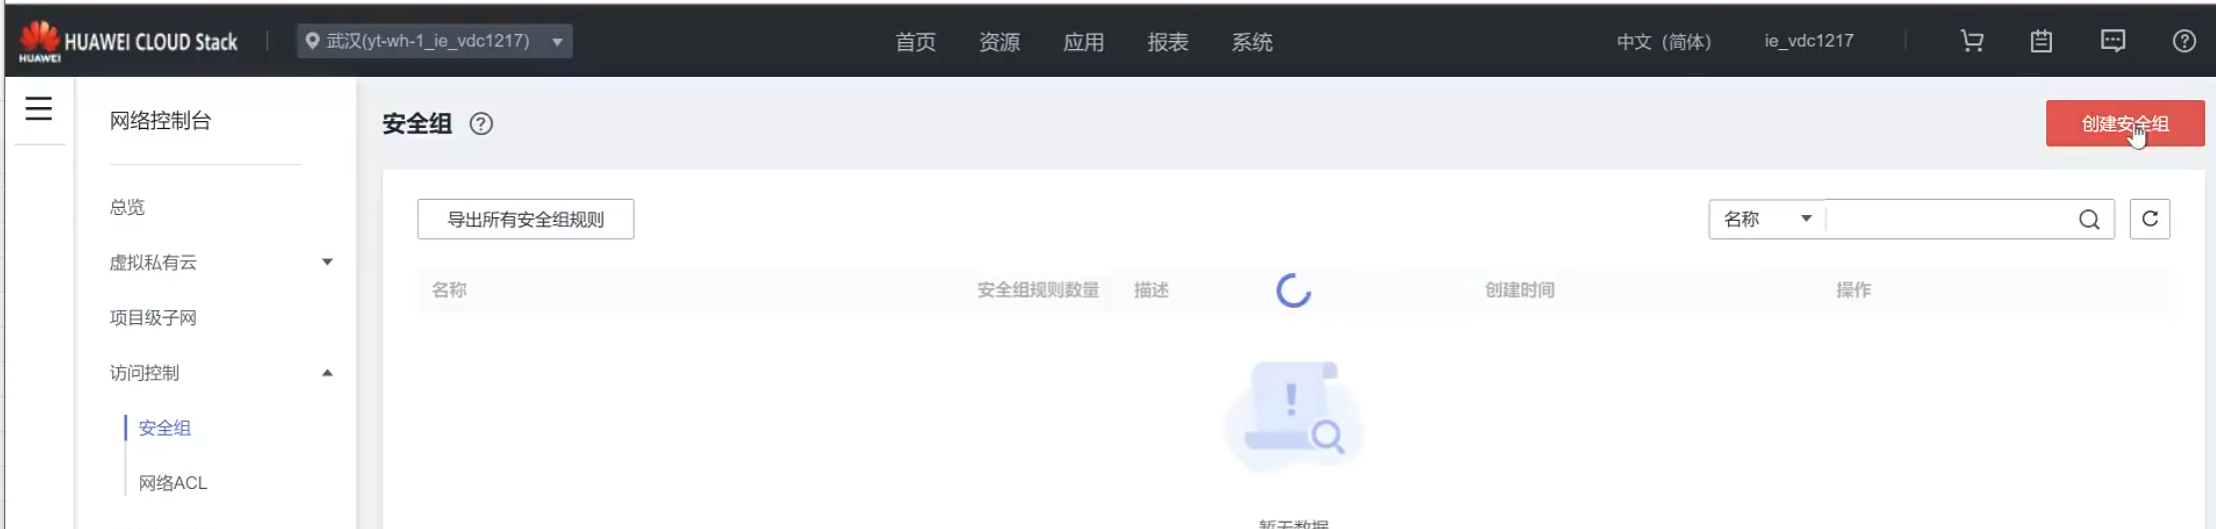 HUAWEI
HUAWEI CLOUD Stack
武汉(yt-wh-1_ie_vdc1217)
首页
资源
应用
报表
系统
中文（简体）
ie_vdc1217
网络控制台
总览
虚拟私有云
项目级子网
访问控制
安全组
网络ACL
安全组
创建安全组
导出所有安全组规则
名称
名称
安全组规则数量
描述
创建时间
操作
暂无数据